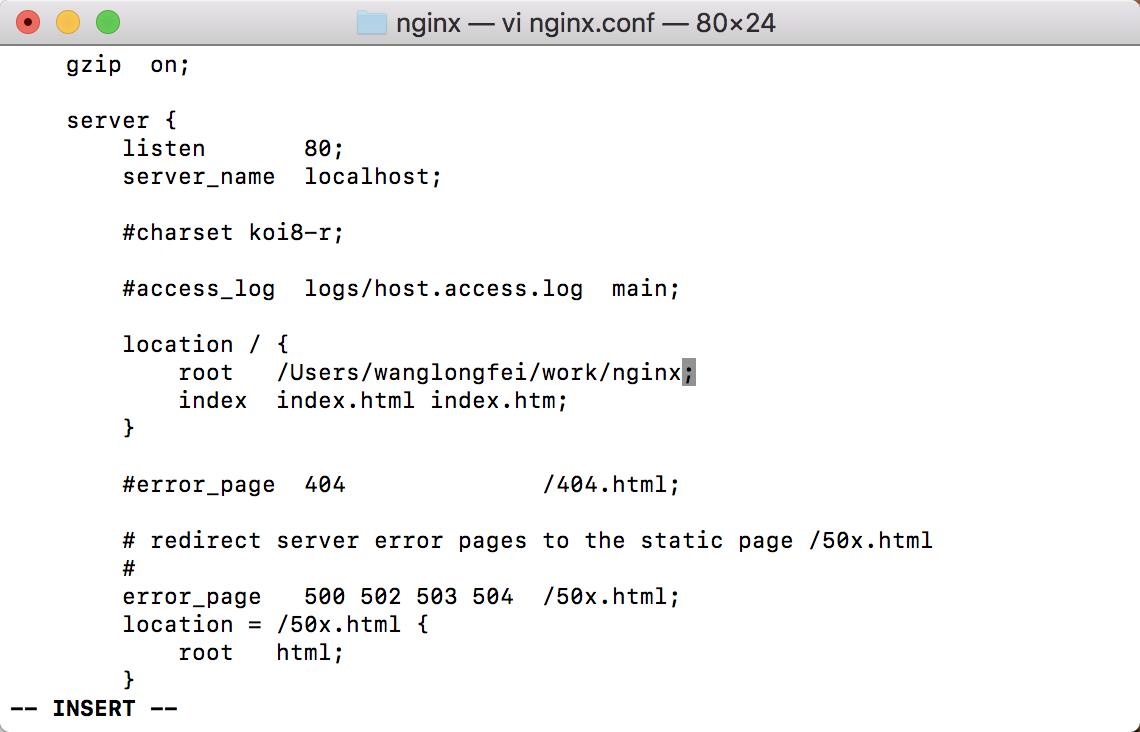 nginx — vi nginx.conf — 80×24
gzip  on;
server {
listen       80;
server_name  localhost;
#charset koi8-r;
#access_log  logs/host.access.log  main;
location / {
root   /Users/wanglongfei/work/nginx;
index  index.html index.htm;
}
#error_page  404              /404.html;
# redirect server error pages to the static page /50x.html
#
error_page   500 502 503 504  /50x.html;
location = /50x.html {
root   html;
}
-- INSERT --